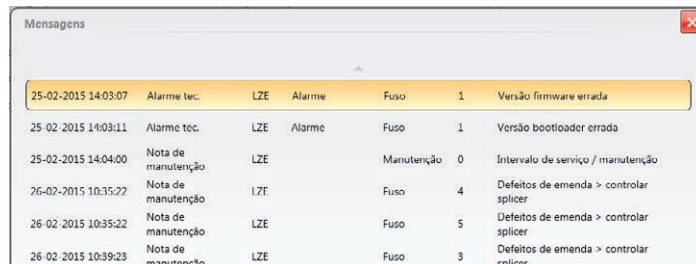 Mensagens
25-02-2015 14:03:07 Alarme tec. LZE Alarme Fuso 1 Versão firmware errada
25-02-2015 14:03:11 Alarme tec. LZE Alarme Fuso 1 Versão bootloader errada
25-02-2015 14:04:00 Nota de manutenção LZE Manutenção 0 Intervalo de serviço / manutenção
26-02-2015 10:35:22 Nota de manutenção LZE Fuso 4 Defeitos de emenda > controlar splicer
26-02-2015 10:35:22 Nota de manutenção LZE Fuso 5 Defeitos de emenda > controlar splicer
26-02-2015 10:39:23 Nota de manutenção LZE Fuso 3 Defeitos de emenda > controlar splicer